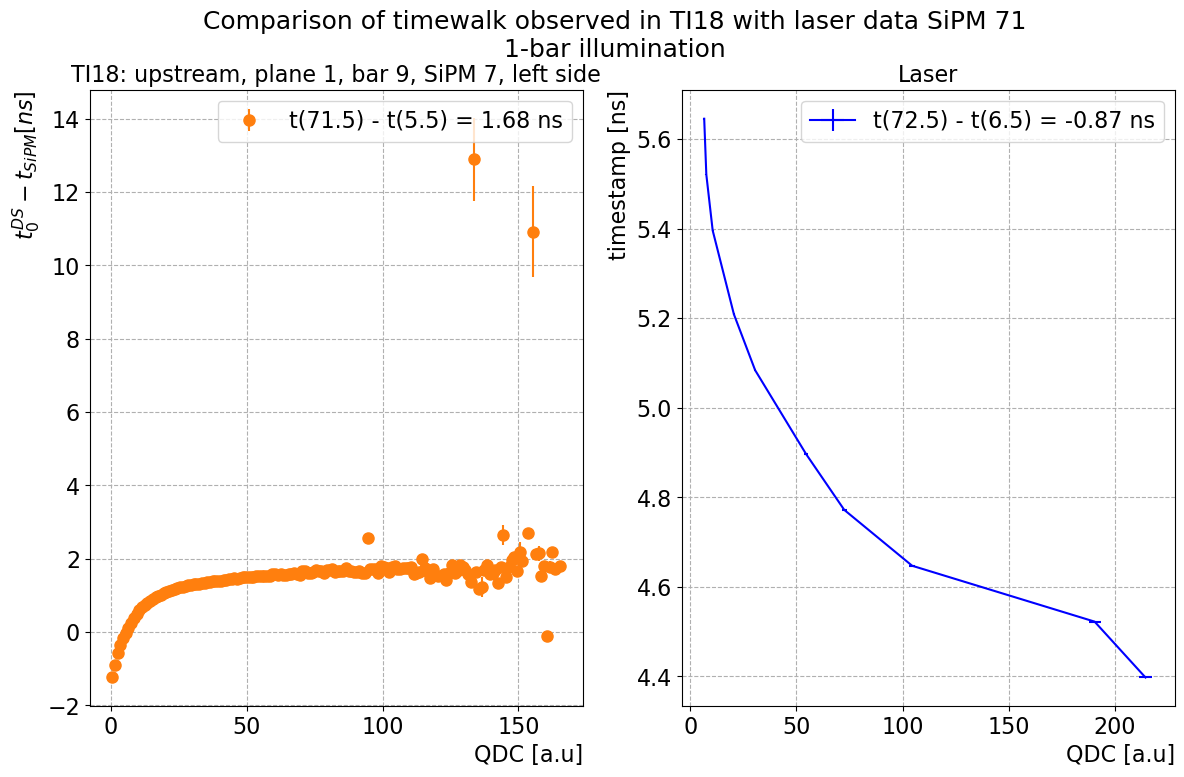 Comparison of timewalk observed in TI18 with laser data SiPM 71
1-bar illumination
TI18: upstream, plane 1, bar 9, SiPM 7, left side
t(71.5) - t(5.5) = 1.68 ns
t_0^{DS} − t_{SiPM}[ns]
14
12
10
8
6
4
2
0
−2
0 50 100 150
QDC [a.u]
Laser
t(72.5) - t(6.5) = -0.87 ns
timestamp [ns]
5.6
5.4
5.2
5.0
4.8
4.6
4.4
0 50 100 150 200
QDC [a.u]